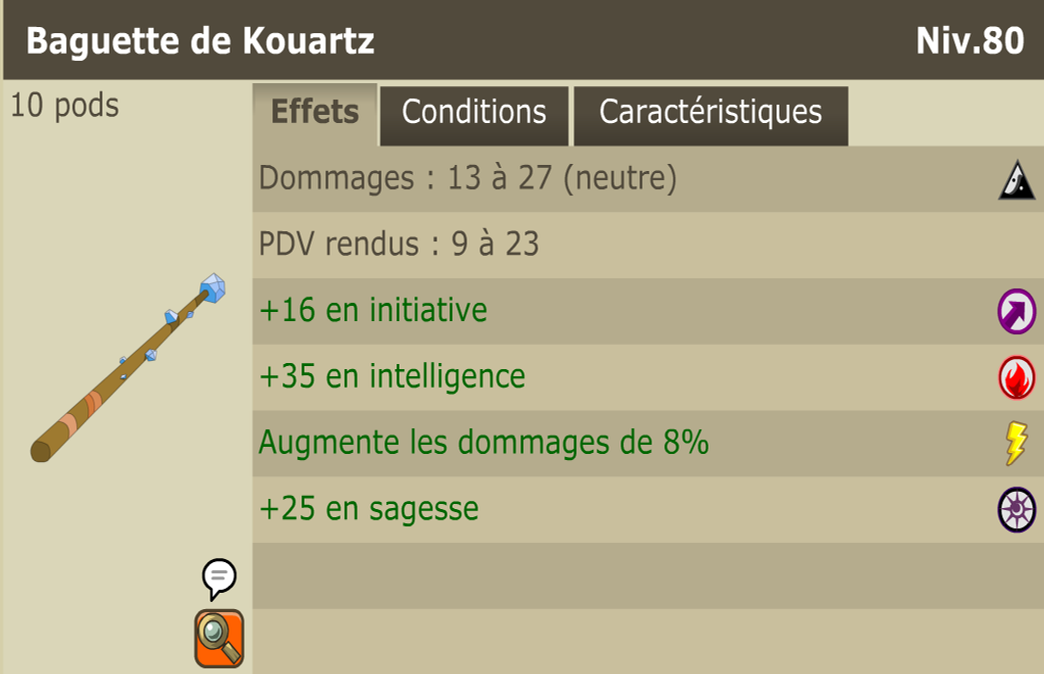 Baguette de Kouartz
Niv.80
10 pods
Effets
Conditions
Caractéristiques
Dommages : 13 à 27 (neutre)
PDV rendus : 9 à 23
+16 en initiative
+35 en intelligence
Augmente les dommages de 8%
+25 en sagesse